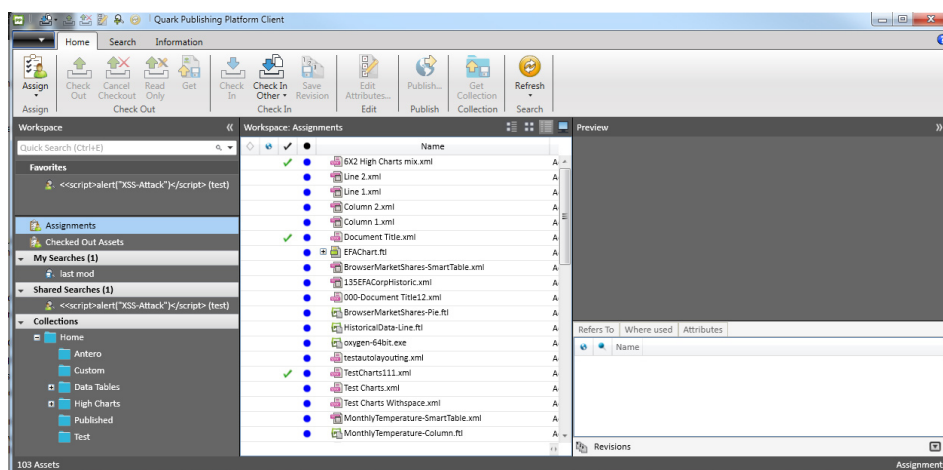 Quark Publishing Platform Client
Home Search Information
Assign Check Out Cancel Checkout Read Only Get Check In Check In Other Save Revision Edit Attributes... Publish... Get Collection Refresh
Assign Check Out Check In Edit Publish Collection Search
Workspace
Quick Search (Ctrl+E)
Favorites
<<script>alert("XSS-Attack")</script> (test)
Assignments
Checked Out Assets
My Searches (1)
last mod
Shared Searches (1)
<<script>alert("XSS-Attack")</script> (test)
Collections
Home
Antero
Custom
Data Tables
High Charts
Published
Test
Workspace: Assignments
Name
6X2 High Charts mix.xml
Line 2.xml
Line 1.xml
Column 2.xml
Column 1.xml
Document Title.xml
EFAChart.ftl
BrowserMarketShares-SmartTable.xml
135EFACorpHistoric.xml
000-Document Title12.xml
BrowserMarketShares-Pie.ftl
HistoricalData-Line.ftl
oxygen-64bit.exe
testautolayouting.xml
TestCharts111.xml
Test Charts.xml
Test Charts Withspace.xml
MonthlyTemperature-SmartTable.xml
MonthlyTemperature-Column.ftl
Preview
Refers To Where used Attributes
Name
Revisions
103 Assets
Assignment